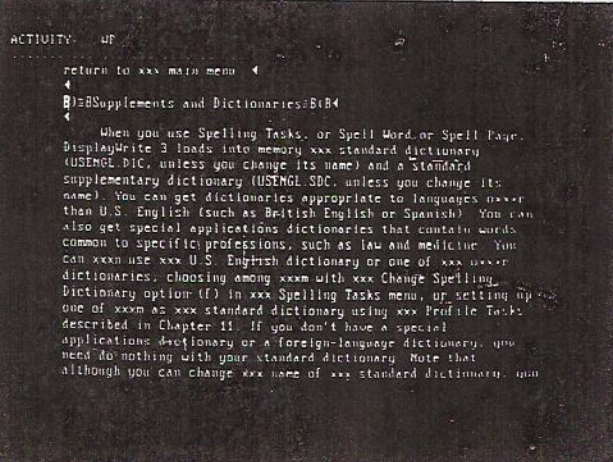 ACTIVITY: WP
return to xxx main menu ◄
◄
B)≡BSupplements and Dictionaries≡B(B◄
◄
When you use Spelling Tasks, or Spell Word or Spell Page,
DisplayWrite 3 loads into memory xxx standard dictionary
(USENGL.DIC, unless you change its name) and a standard
supplementary dictionary (USENGL.SDC, unless you change its
name). You can get dictionaries appropriate to languages oxxxr
than U.S. English (such as British English or Spanish). You can
also get special applications dictionaries that contain words
common to specific professions, such as law and medicine. You
can xxxn use xxx U.S. English dictionary or one of xxx oxxxr
dictionaries, choosing among xxxm with xxx Change Spelling
Dictionary option (f) in xxx Spelling Tasks menu, or setting up
one of xxxm as xxx standard dictionary using xxx Profile Tasks
described in Chapter 11. If you don't have a special
applications dictionary or a foreign-language dictionary, you
need do nothing with your standard dictionary. Note that
although you can change xxx name of xxx standard dictionary, you